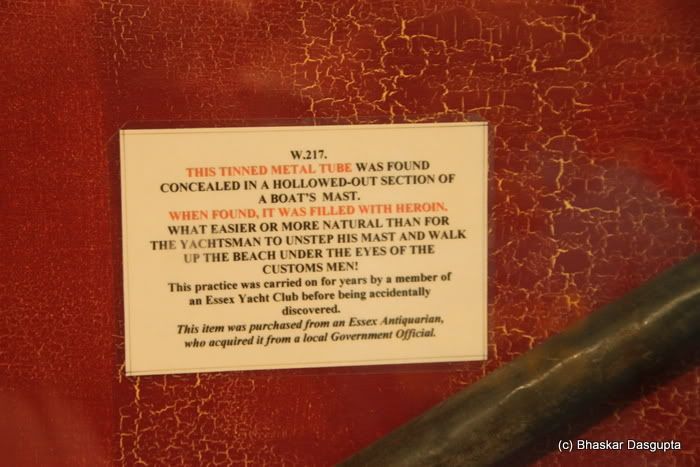 W.217.
THIS TINNED METAL TUBE WAS FOUND
CONCEALED IN A HOLLOWED-OUT SECTION OF
A BOAT'S MAST.
WHEN FOUND, IT WAS FILLED WITH HEROIN.
WHAT EASIER OR MORE NATURAL THAN FOR
THE YACHTSMAN TO UNSTEP HIS MAST AND WALK
UP THE BEACH UNDER THE EYES OF THE
CUSTOMS MEN!
This practice was carried on for years by a member of
an Essex Yacht Club before being accidentally
discovered.
This item was purchased from an Essex Antiquarian,
who acquired it from a local Government Official.
(c) Bhaskar Dasgupta